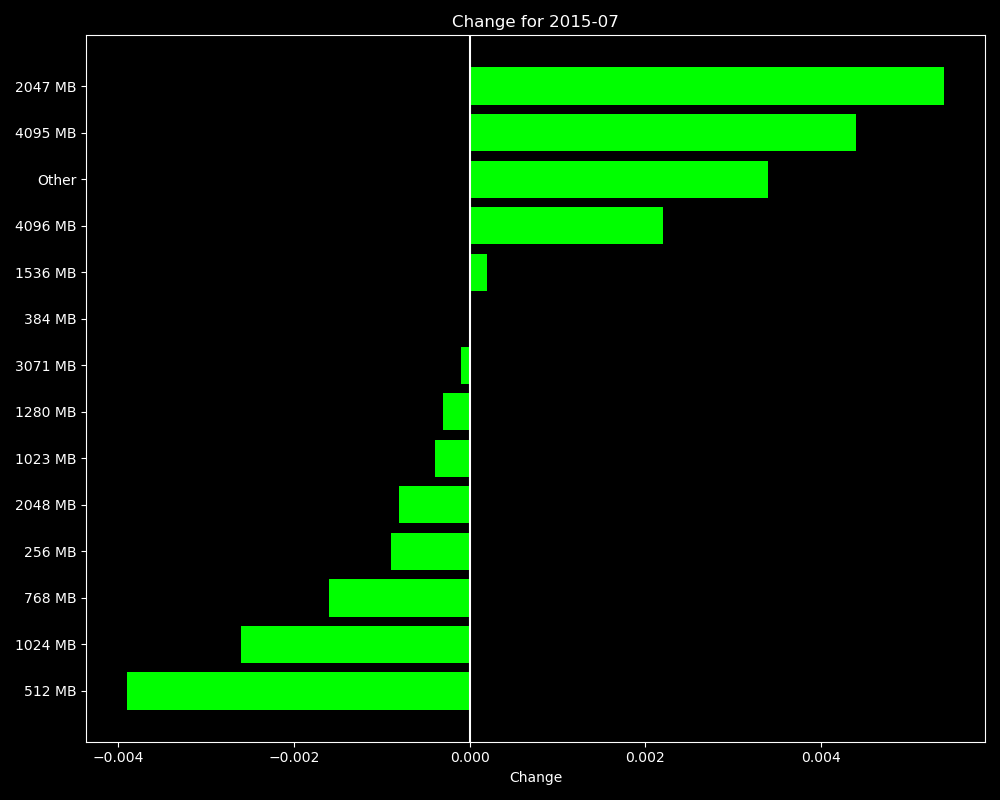 Change for 2015-07
2047 MB
4095 MB
Other
4096 MB
1536 MB
384 MB
3071 MB
1280 MB
1023 MB
2048 MB
256 MB
768 MB
1024 MB
512 MB
−0.004 −0.002 0.000 0.002 0.004
Change